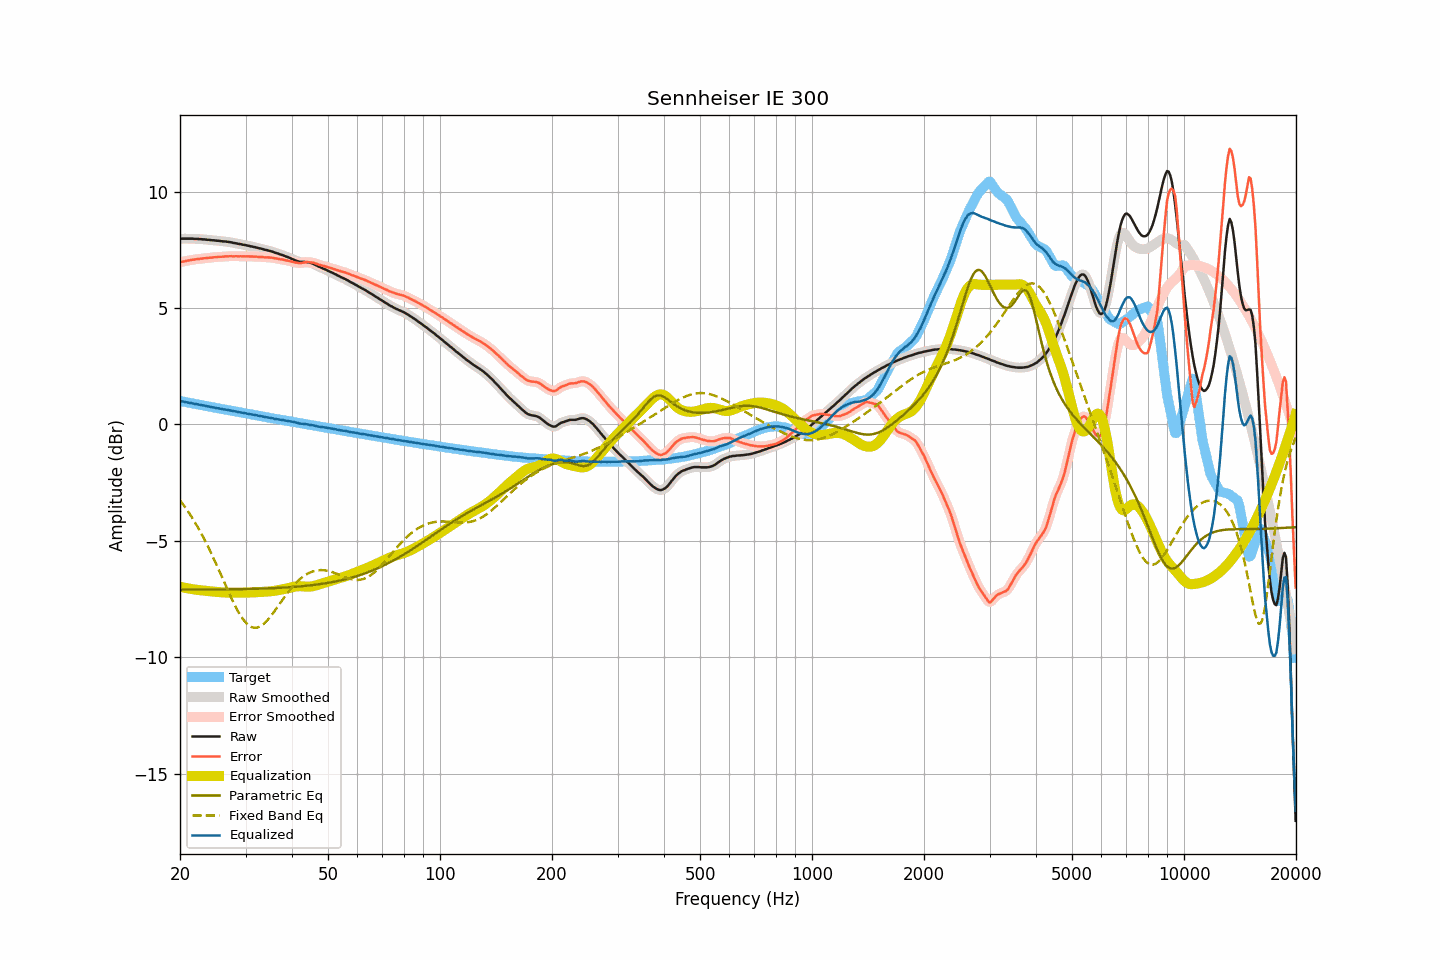 Sennheiser IE 300
Amplitude (dBr)
10
5
0
−5
−10
−15
Target
Raw Smoothed
Error Smoothed
Raw
Error
Equalization
Parametric Eq
Fixed Band Eq
Equalized
20 50 100 200 500 1000 2000 5000 10000 20000
Frequency (Hz)